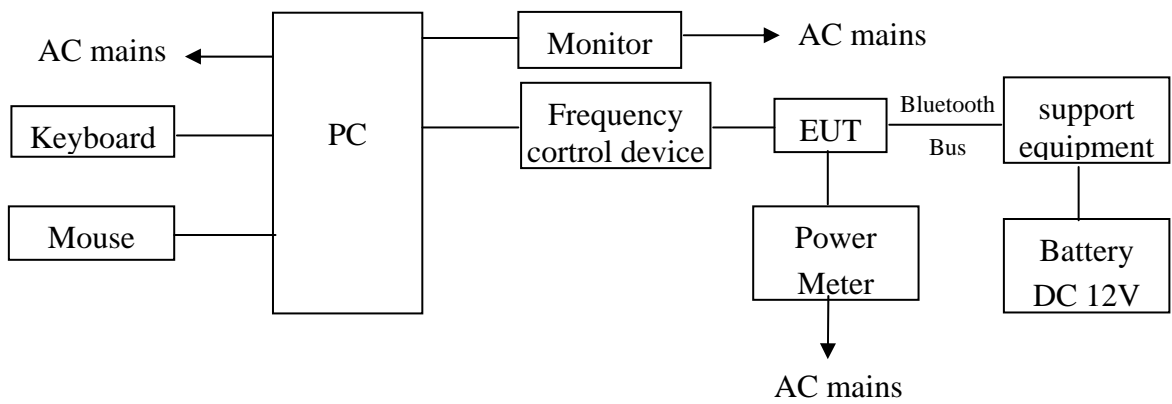 AC mains
Keyboard
Mouse
PC
Monitor
AC mains
Frequency
cortrol device
EUT
Bluetooth
Bus
support
equipment
Power
Meter
AC mains
Battery
DC 12V